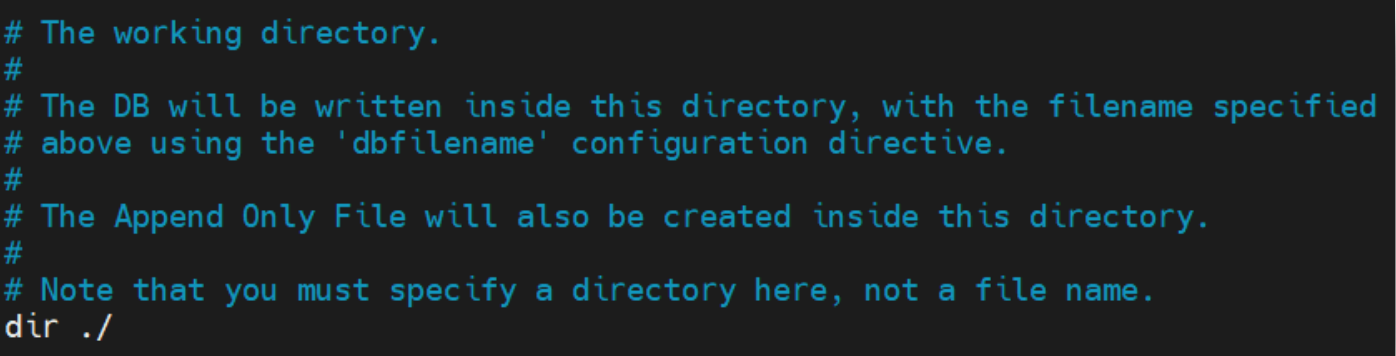 # The working directory.
#
# The DB will be written inside this directory, with the filename specified
# above using the 'dbfilename' configuration directive.
#
# The Append Only File will also be created inside this directory.
#
# Note that you must specify a directory here, not a file name.
dir ./